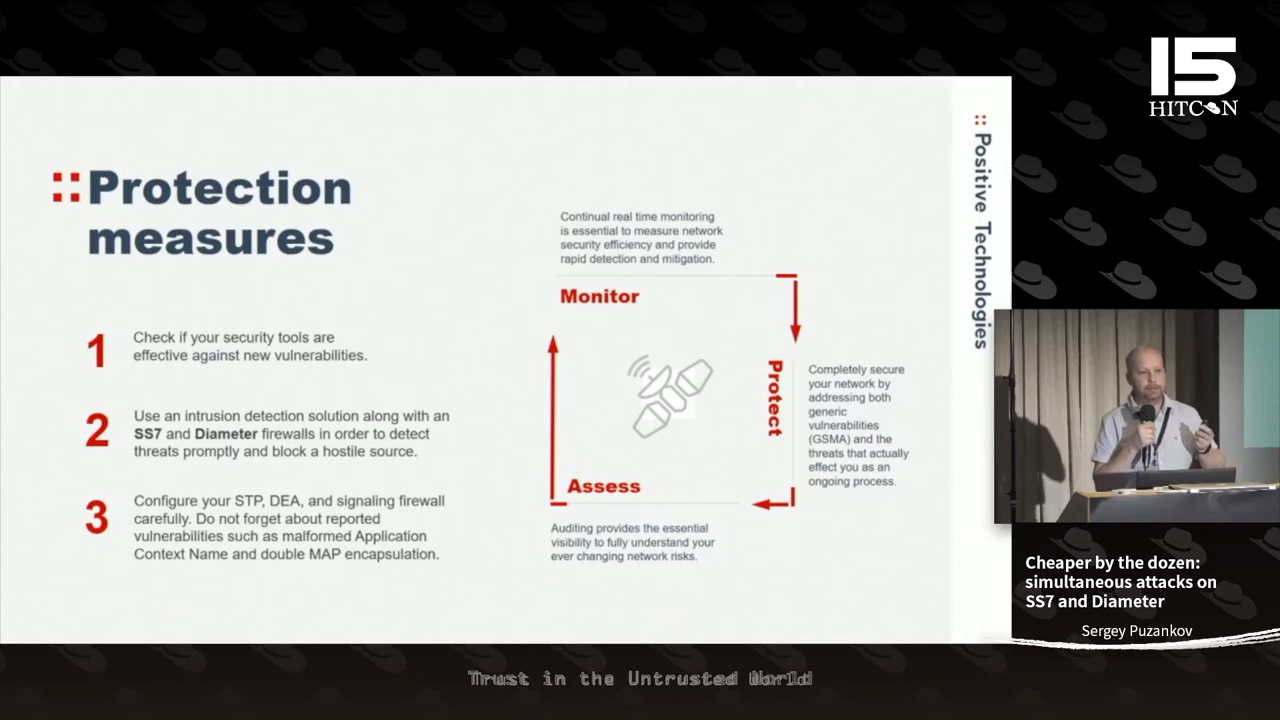 15
HITCON
:: Positive Technologies
Protection
measures
1
Check if your security tools are
effective against new vulnerabilities.
2
Use an intrusion detection solution along with an
SS7 and Diameter firewalls in order to detect
threats promptly and block a hostile source.
3
Configure your STP, DEA, and signaling firewall
carefully. Do not forget about reported
vulnerabilities such as malformed Application
Context Name and double MAP encapsulation.
Continual real time monitoring
is essential to measure network
security efficiency and provide
rapid detection and mitigation.
Monitor
Protect
Completely secure
your network by
addressing both
generic
vulnerabilities
(GSMA) and the
threats that actually
effect you as an
ongoing process.
Assess
Auditing provides the essential
visibility to fully understand your
ever changing network risks.
Cheaper by the dozen:
simultaneous attacks on
SS7 and Diameter
Sergey Puzankov
Trust in the Untrusted World